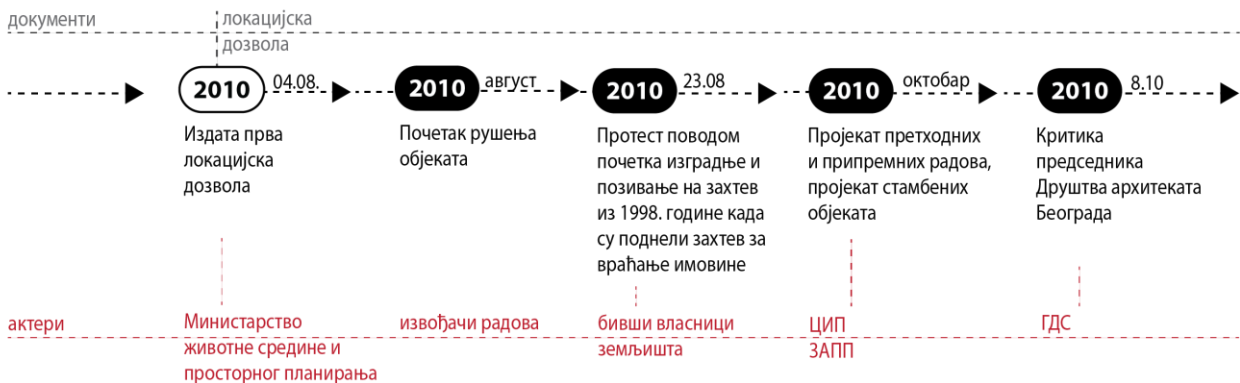 документи
локацијска
дозвола
2010 04.08.
Издата прва
локацијска
дозвола
2010 август
Почетак рушења
објеката
2010 23.08
Протест поводом
почетка изградње и
позивање на захтев
из 1998. године када
су поднели захтев за
враћање имовине
2010 октобар
Пројекат претходних
и припремних радова,
пројекат стамбених
објеката
2010 8.10
Критика
председника
Друштва архитеката
Београда
актери
Министарство
животне средине и
просторног планирања
извођачи радова
бивши власници
земљишта
ЦИП
ЗАПП
ГДС